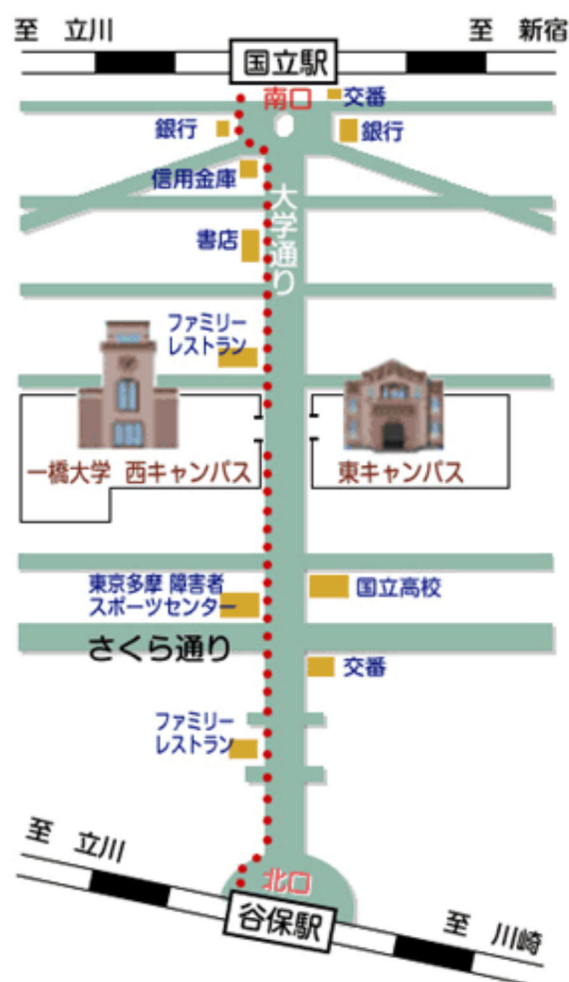 至 立川
至 新宿
国立駅
南口
交番
銀行
銀行
信用金庫
大学通り
書店
ファミリー
レストラン
一橋大学 西キャンパス
東キャンパス
東京多摩 障害者
スポーツセンター
国立高校
さくら通り
交番
ファミリー
レストラン
至 立川
北口
谷保駅
至 川崎